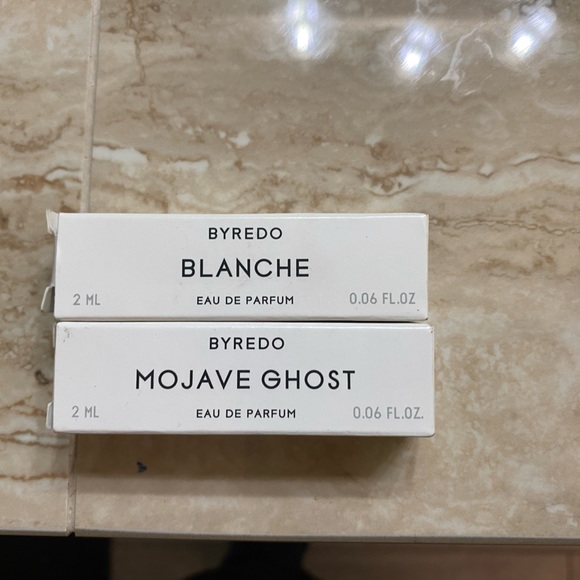 BYREDO
BLANCHE
2 ML EAU DE PARFUM 0.06 FL.OZ
BYREDO
MOJAVE GHOST
2 ML EAU DE PARFUM 0.06 FL.OZ.